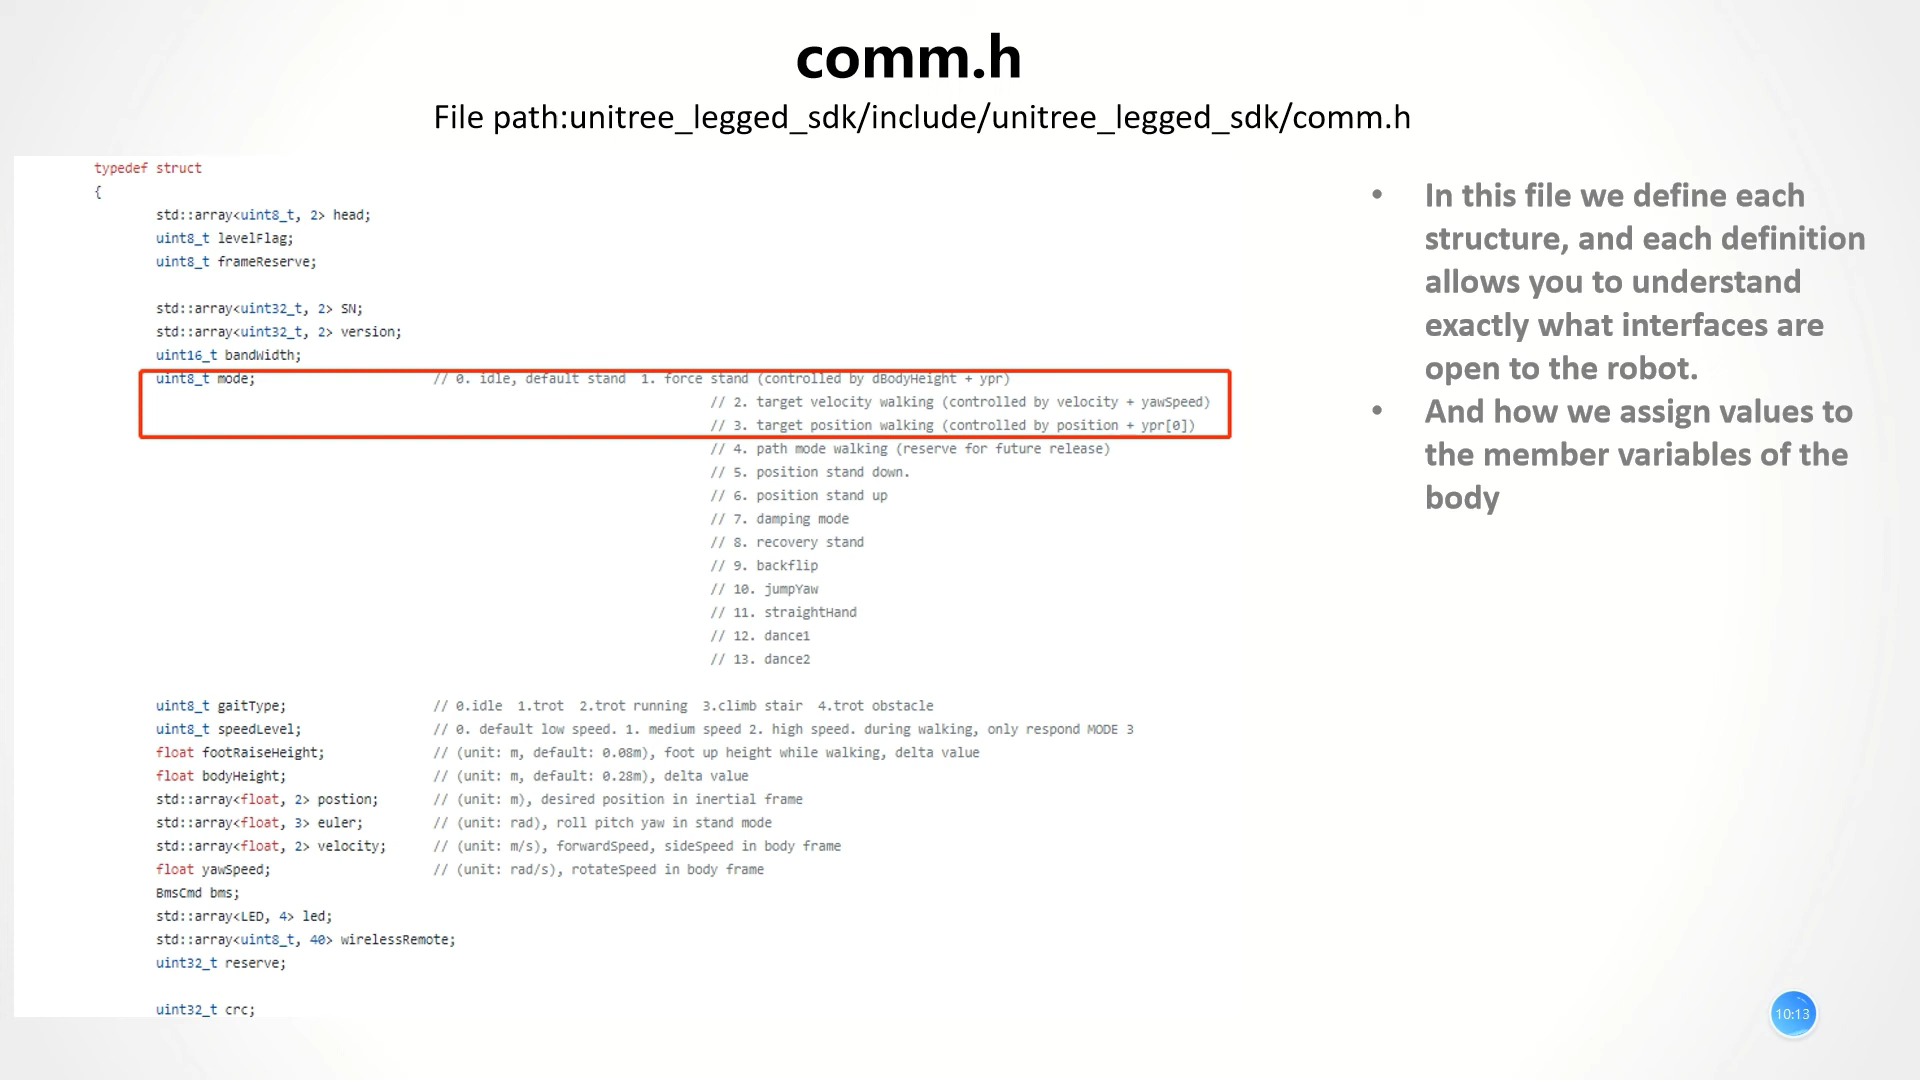 comm.h
File path:unitree_legged_sdk/include/unitree_legged_sdk/comm.h
typedef struct
{
std::array<uint8_t, 2> head;
uint8_t levelFlag;
uint8_t frameReserve;
std::array<uint32_t, 2> SN;
std::array<uint32_t, 2> version;
uint16_t bandWidth;
uint8_t mode; // 0. idle, default stand 1. force stand (controlled by dBodyHeight + ypr)
// 2. target velocity walking (controlled by velocity + yawSpeed)
// 3. target position walking (controlled by position + ypr[0])
// 4. path mode walking (reserve for future release)
// 5. position stand down.
// 6. position stand up
// 7. damping mode
// 8. recovery stand
// 9. backflip
// 10. jumpYaw
// 11. straightHand
// 12. dance1
// 13. dance2
uint8_t gaitType; // 0.idle 1.trot 2.trot running 3.climb stair 4.trot obstacle
uint8_t speedLevel; // 0. default low speed. 1. medium speed 2. high speed. during walking, only respond MODE 3
float footRaiseHeight; // (unit: m, default: 0.08m), foot up height while walking, delta value
float bodyHeight; // (unit: m, default: 0.28m), delta value
std::array<float, 2> postion; // (unit: m), desired position in inertial frame
std::array<float, 3> euler; // (unit: rad), roll pitch yaw in stand mode
std::array<float, 2> velocity; // (unit: m/s), forwardSpeed, sideSpeed in body frame
float yawSpeed; // (unit: rad/s), rotateSpeed in body frame
BmsCmd bms;
std::array<LED, 4> led;
std::array<uint8_t, 40> wirelessRemote;
uint32_t reserve;
uint32_t crc;
• In this file we define each
structure, and each definition
allows you to understand
exactly what interfaces are
open to the robot.
• And how we assign values to
the member variables of the
body
10:13